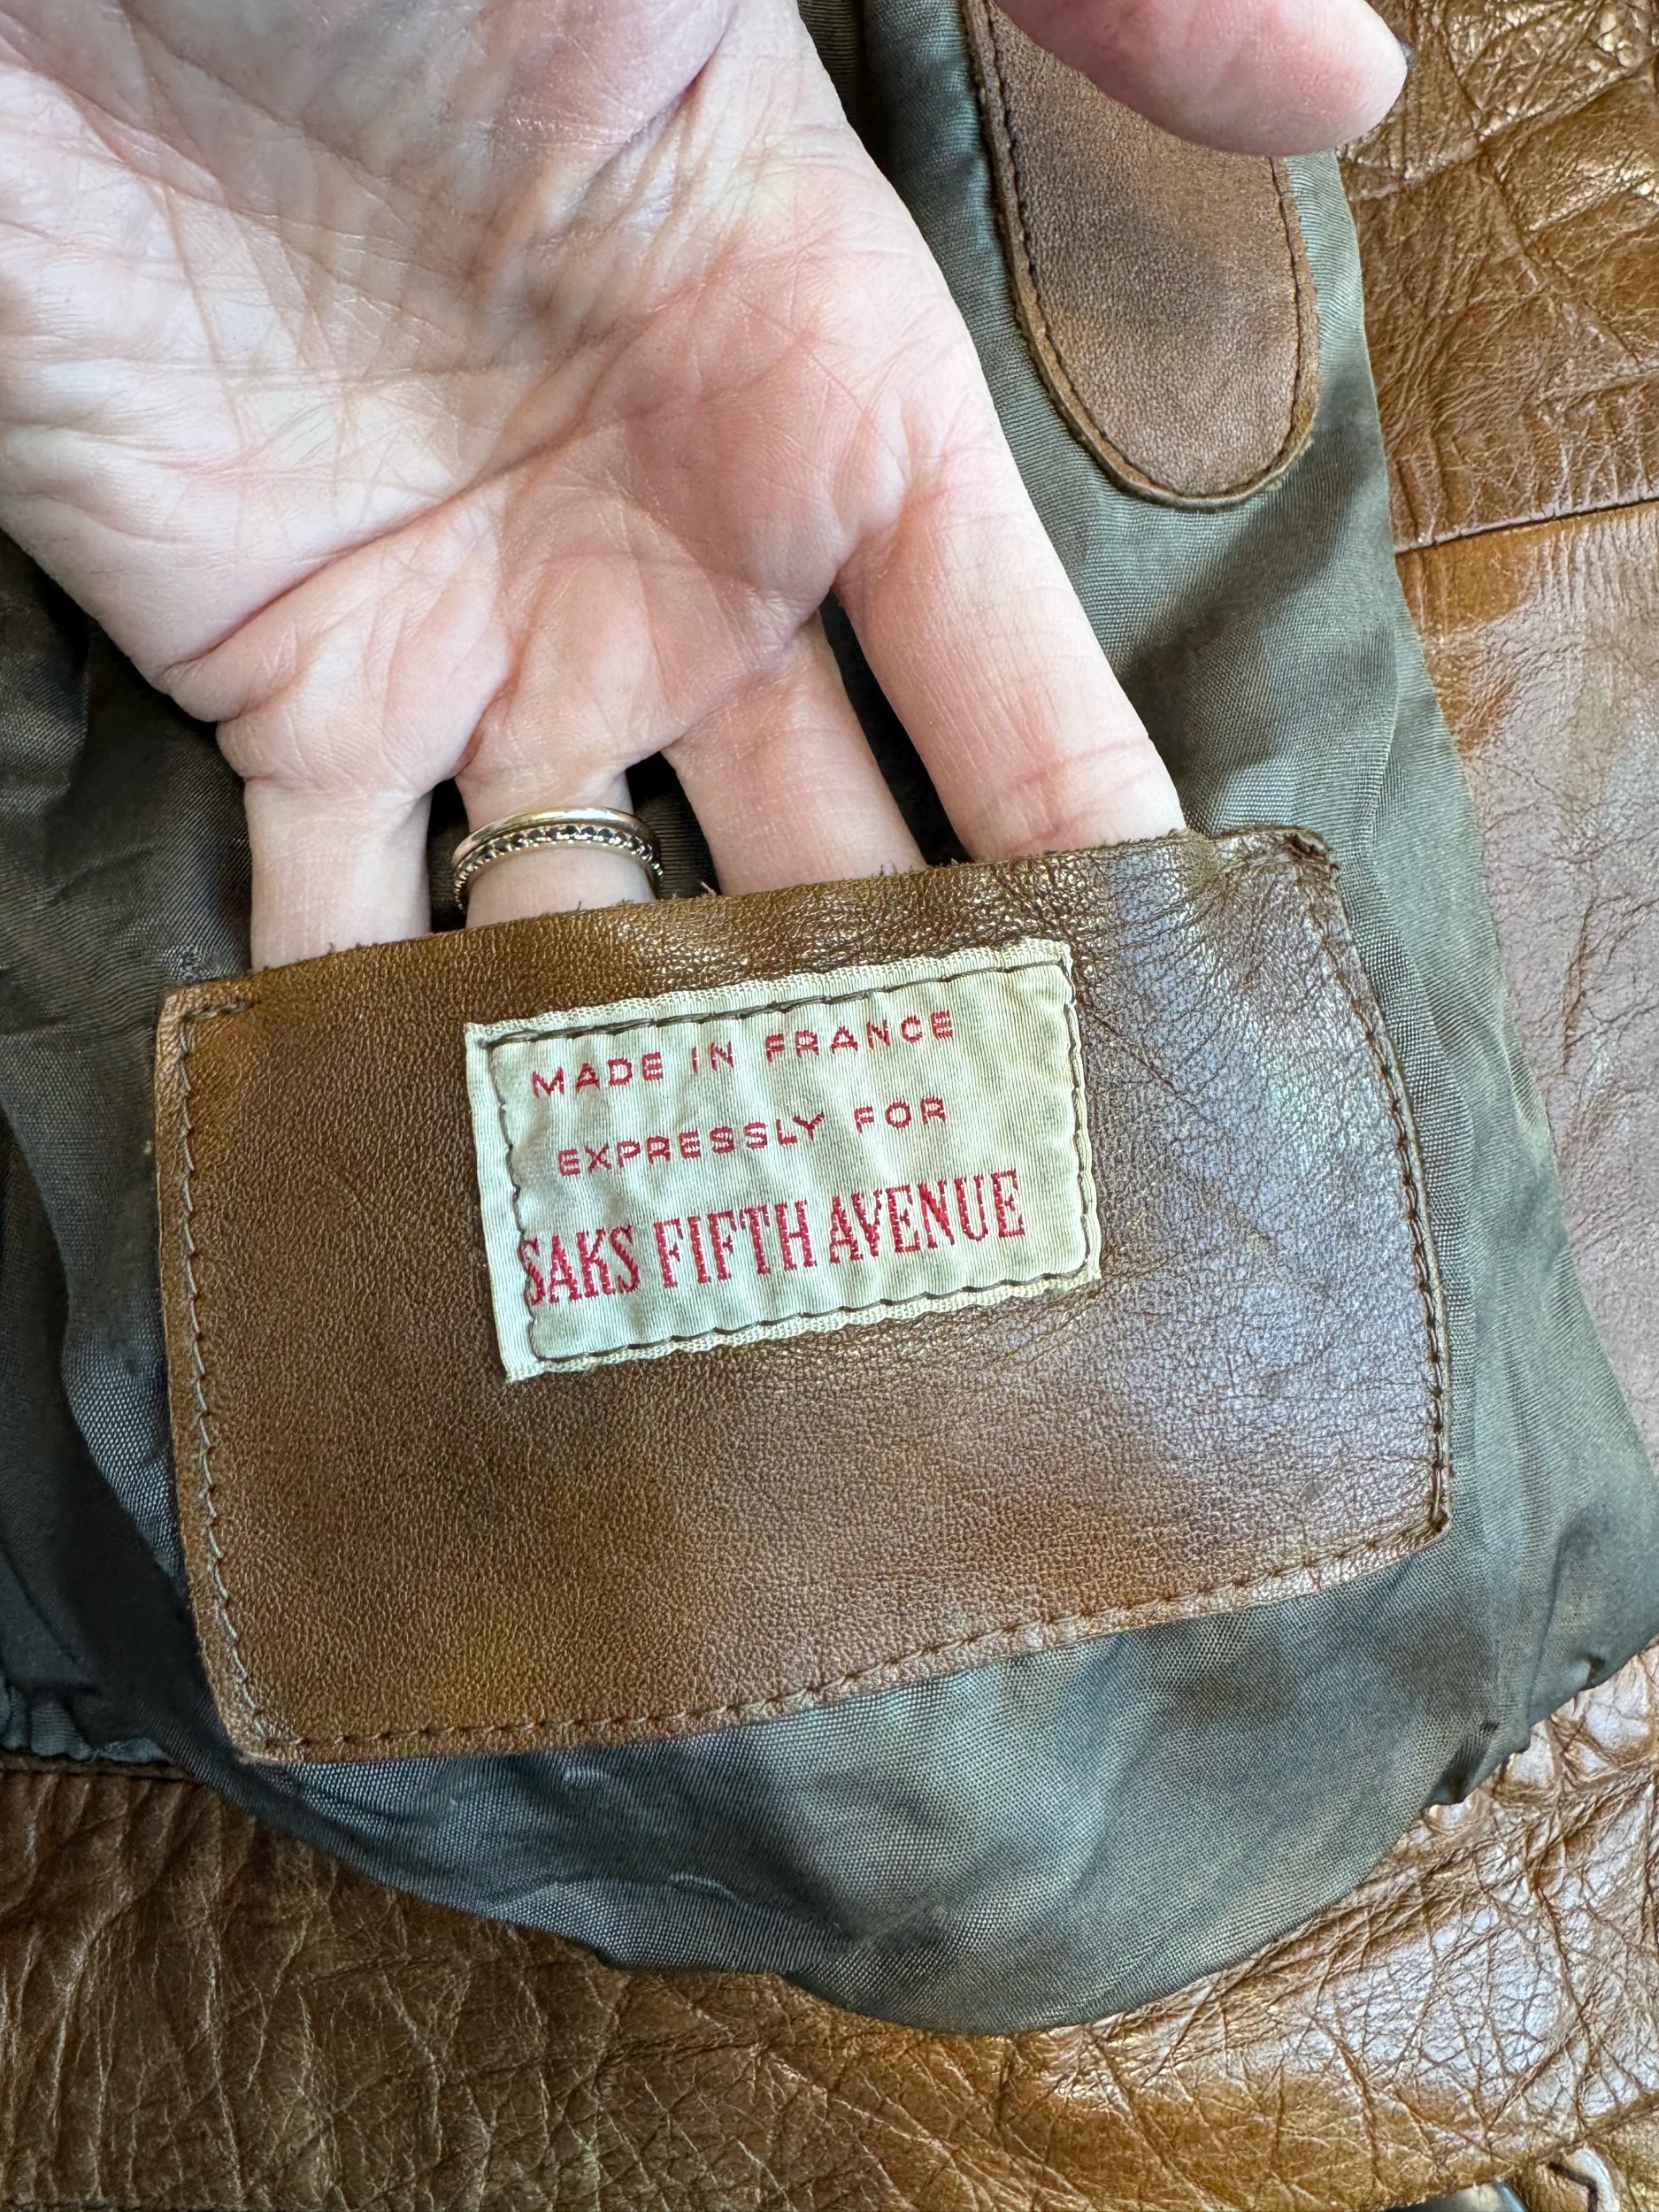 MADE IN FRANCE
EXPRESSLY FOR
SAKS FIFTH AVENUE